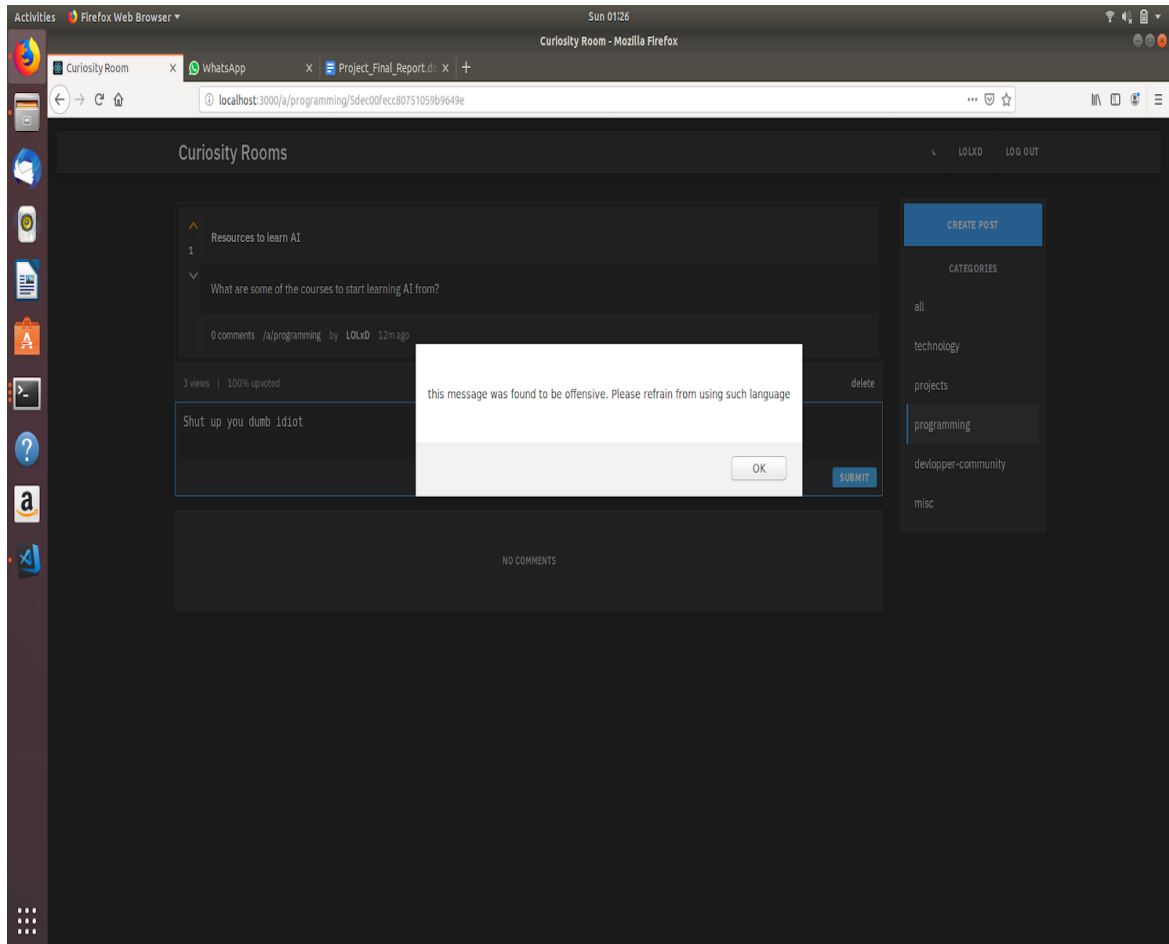 Activities Firefox Web Browser Sun 01:26
Curiosity Room - Mozilla Firefox
Curiosity Room WhatsApp Project_Final_Report.do
localhost:3000/a/programming/5dec00fecc80751059b9649e
Curiosity Rooms LOLXD LOG OUT
Resources to learn AI
1
What are some of the courses to start learning AI from?
0 comments /a/programming by LOLxD 12m ago
3 views | 100% upvoted delete
Shut up you dumb idiot
SUBMIT
this message was found to be offensive. Please refrain from using such language
OK
NO COMMENTS
CREATE POST
CATEGORIES
all
technology
projects
programming
devlopper-community
misc